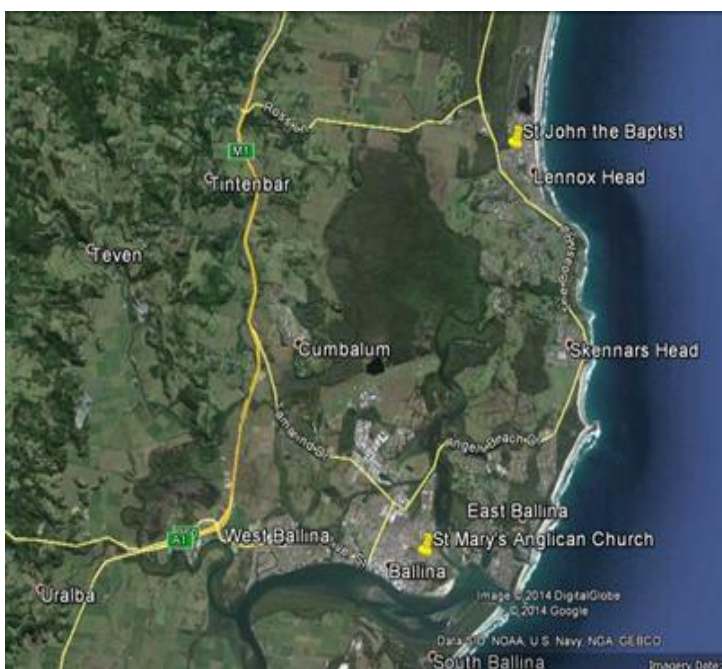 St John the Baptist
M1
Tintenbar
Lennox Head
Teven
Cumbalum
Skennars Head
East Ballina
West Ballina
A1
St Mary's Anglican Church
Ballina
Uralba
Image © 2014 DigitalGlobe
© 2014 Google
Data SIO, NOAA, U.S. Navy, NGA, GEBCO
South Ballina
Imagery Date